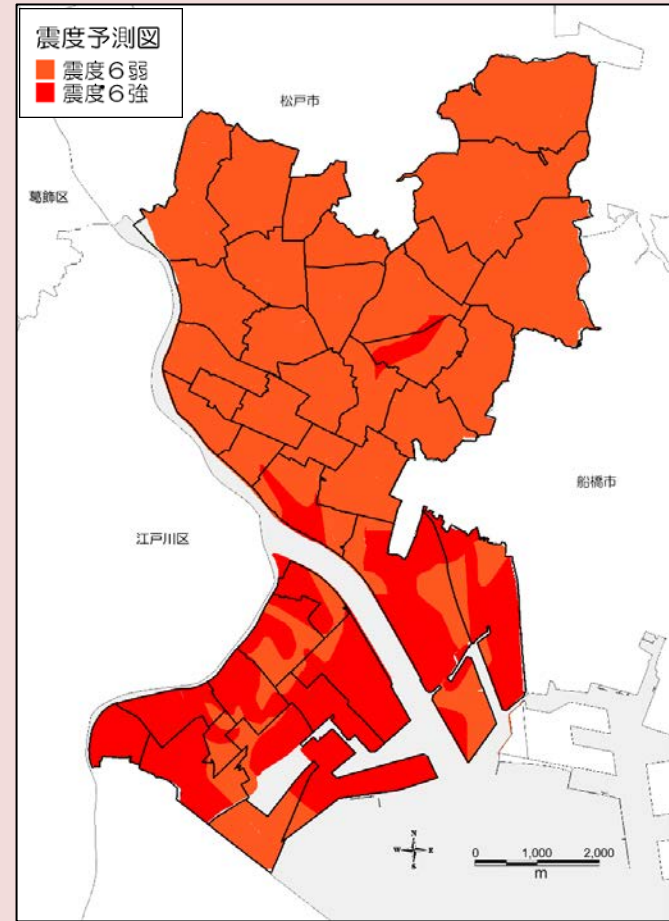 震度予測図
震度６弱
震度６強
松戸市
葛飾区
船橋市
江戸川区
N
W E
S
0 1,000 2,000
m